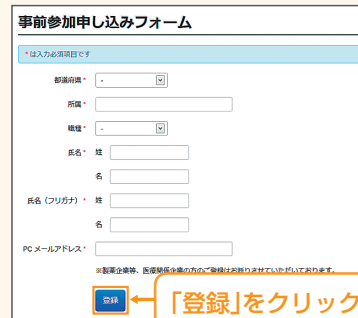 事前参加申し込みフォーム
*は入力必須項目です
都道府県* -
所属*
職種* -
氏名* 姓
名
氏名（フリガナ）* 姓
名
PC メールアドレス*
※製薬企業等、医療関係企業の方のご登録はお断りさせていただいております。
登録 「登録」をクリック